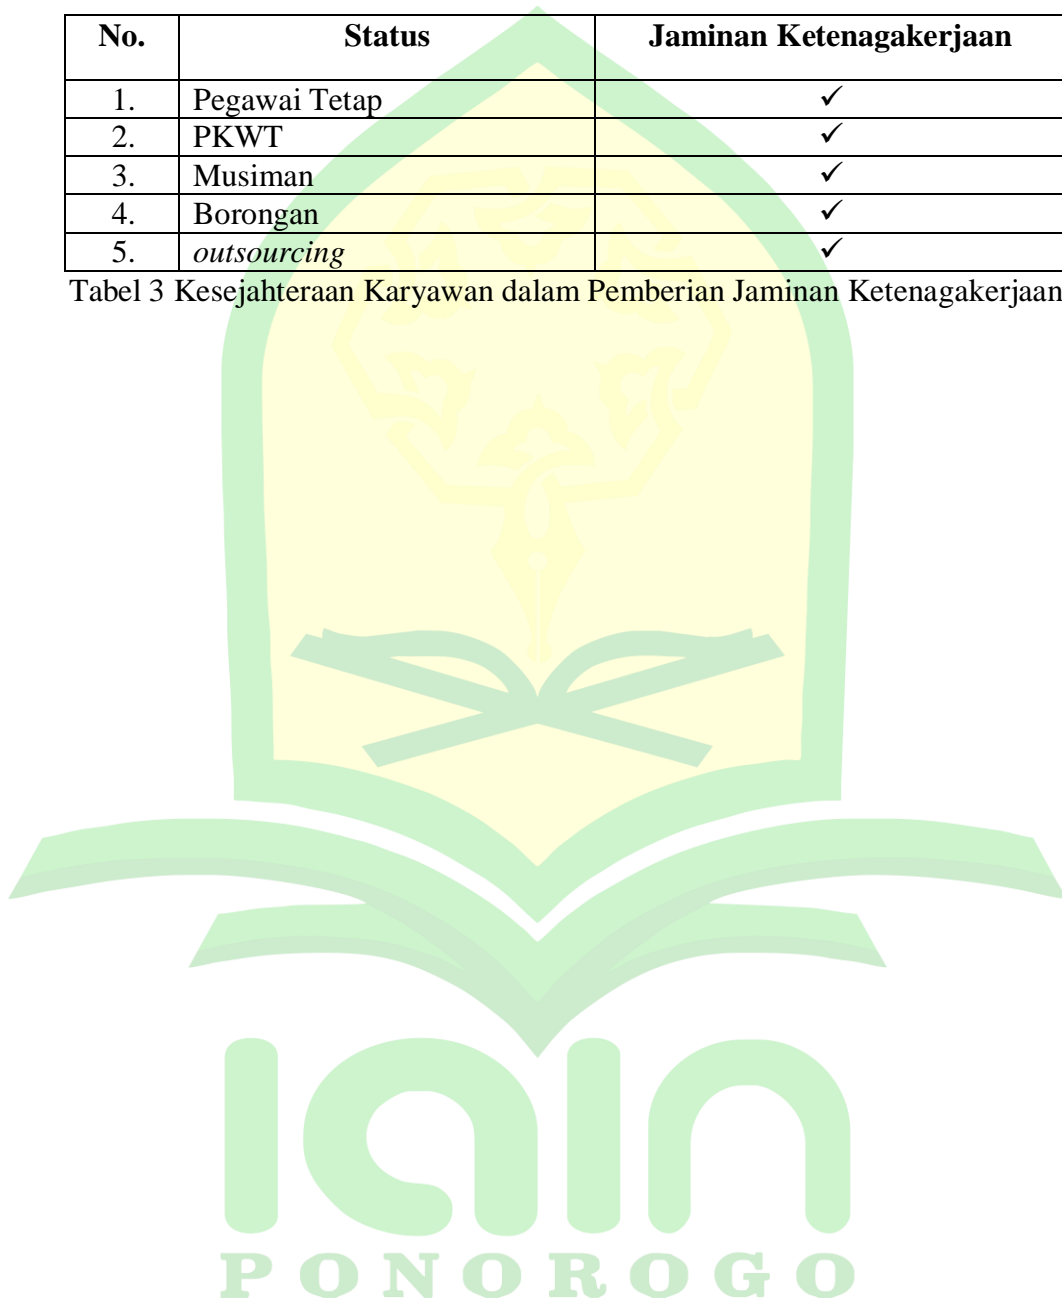 No. Status Jaminan Ketenagakerjaan
1. Pegawai Tetap ✓
2. PKWT ✓
3. Musiman ✓
4. Borongan ✓
5. outsourcing ✓
Tabel 3 Kesejahteraan Karyawan dalam Pemberian Jaminan Ketenagakerjaan
iain
PONOROGO